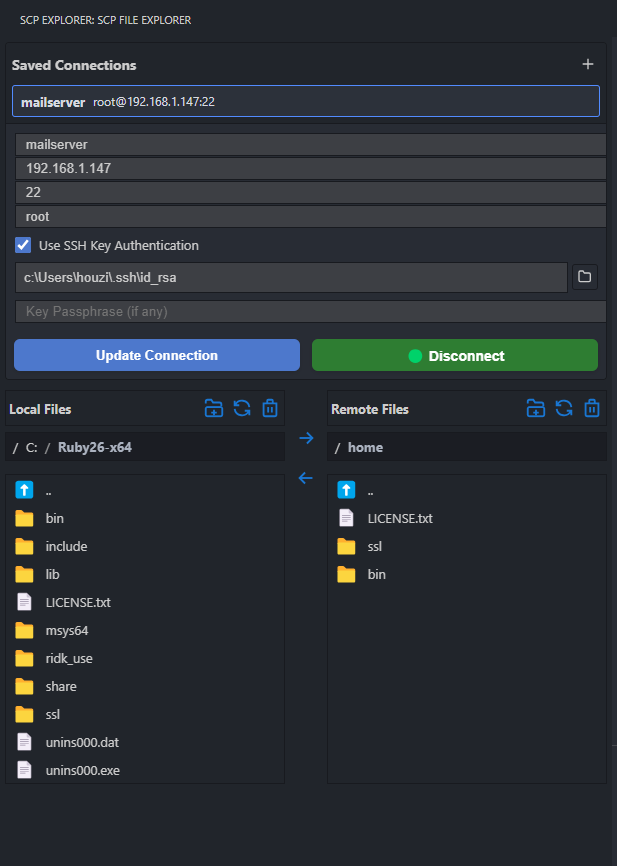 SCP EXPLORER: SCP FILE EXPLORER
Saved Connections
mailserver root@192.168.1.147:22
mailserver
192.168.1.147
22
root
Use SSH Key Authentication
c:\Users\houzi\.ssh\id_rsa
Key Passphrase (if any)
Update Connection
Disconnect
Local Files
/ C: / Ruby26-x64
..
bin
include
lib
LICENSE.txt
msys64
ridk_use
share
ssl
unins000.dat
unins000.exe
Remote Files
/ home
..
LICENSE.txt
ssl
bin